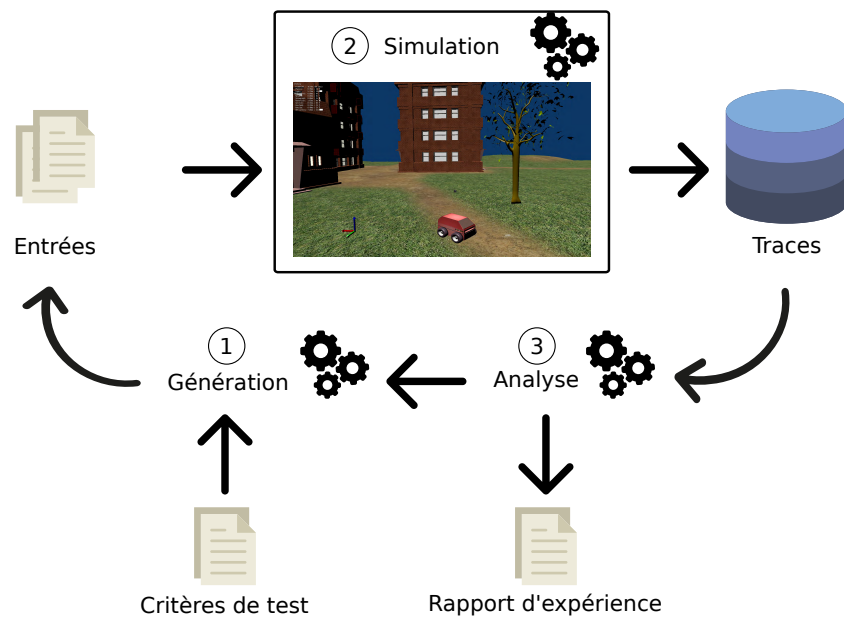 2 Simulation
Entrées
Traces
1
Génération
3
Analyse
Critères de test
Rapport d'expérience